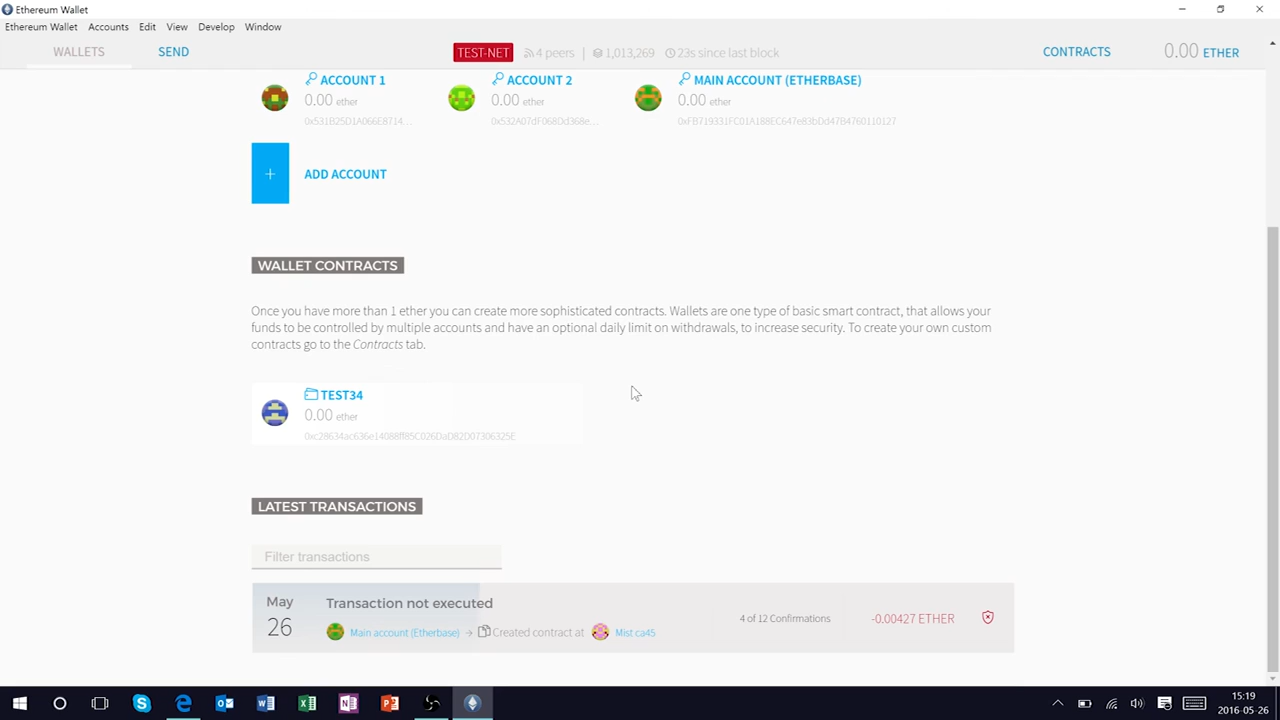 Ethereum Wallet
Ethereum Wallet Accounts Edit View Develop Window
WALLETS SEND TEST-NET 4 peers | 1,013,269 23s since last block CONTRACTS 0.00 ETHER
ACCOUNT 1 ACCOUNT 2 MAIN ACCOUNT (ETHERBASE)
0.00 ether 0.00 ether 0.00 ether
0x531B25D1A066E8714... 0x532A07dF068Dd368e... 0xFB719331FC01A188EC647e83bDd47B4760110127
+ ADD ACCOUNT
WALLET CONTRACTS
Once you have more than 1 ether you can create more sophisticated contracts. Wallets are one type of basic smart contract, that allows your
funds to be controlled by multiple accounts and have an optional daily limit on withdrawals, to increase security. To create your own custom
contracts go to the Contracts tab.
TEST34
0.00 ether
0xc28634ac636e14088ff85C026DaD82D07306325E
LATEST TRANSACTIONS
Filter transactions
May
26
Transaction not executed
Main account (Etherbase) → Created contract at Mist ca45
4 of 12 Confirmations
-0.00427 ETHER
15:19
2016-05-26